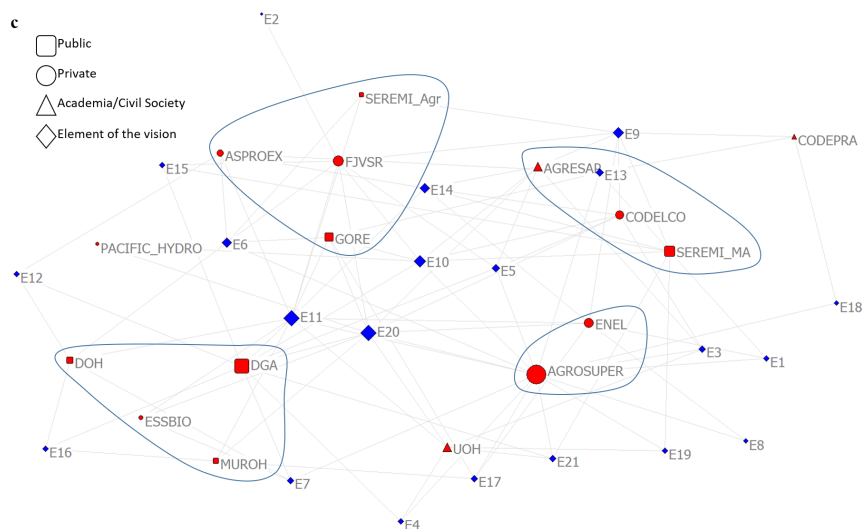 c
E2
Public
Private
Academia/Civil Society
Element of the vision
SEREMI_Agr
E9
CODEPRA
ASPROEX
FJVSR
E15
AGRESAP
E13
E14
CODELCO
PACIFIC_HYDRO
E6
GORE
SEREMI_MA
E10
E5
E12
E18
E11
E20
ENEL
E3
E1
DOH
DGA
AGROSUPER
ESSBIO
E16
MUROH
UOH
E8
E19
E21
E7
E17
F4